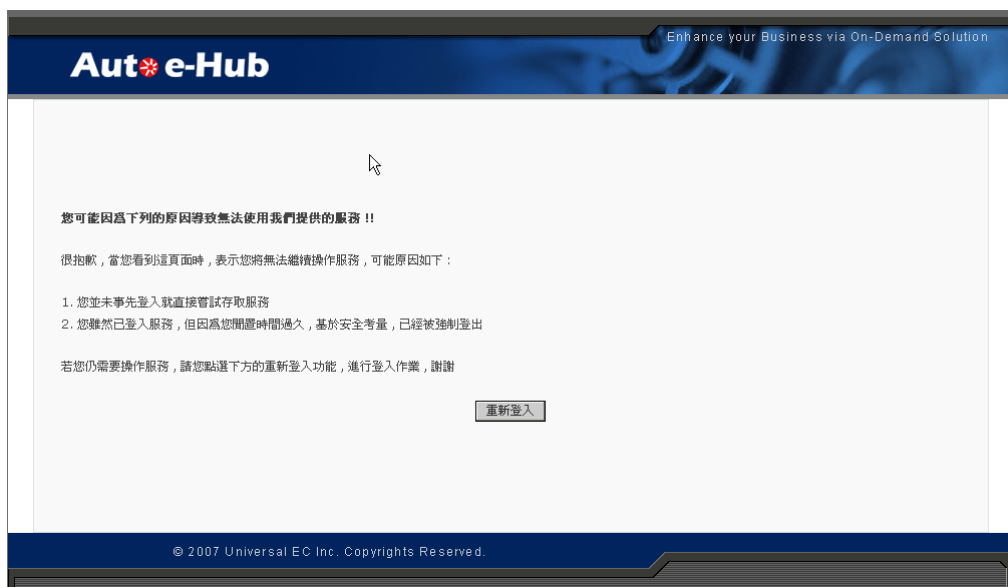 Enhance your Business via On-Demand Solution
Aut e-Hub
您可能因為下列的原因導致無法使用我們提供的服務 !!
很抱歉 , 當您看到這頁面時 , 表示您將無法繼續操作服務 , 可能原因如下 :
1. 您並未事先登入就直接嘗試存取服務
2. 您雖然已登入服務 , 但因為您閒置時間過久 , 基於安全考量 , 已經被強制登出
若您仍需要操作服務 , 請您點選下方的重新登入功能 , 進行登入作業 , 謝謝
重新登入
© 2007 Universal EC Inc. Copyrights Reserved.